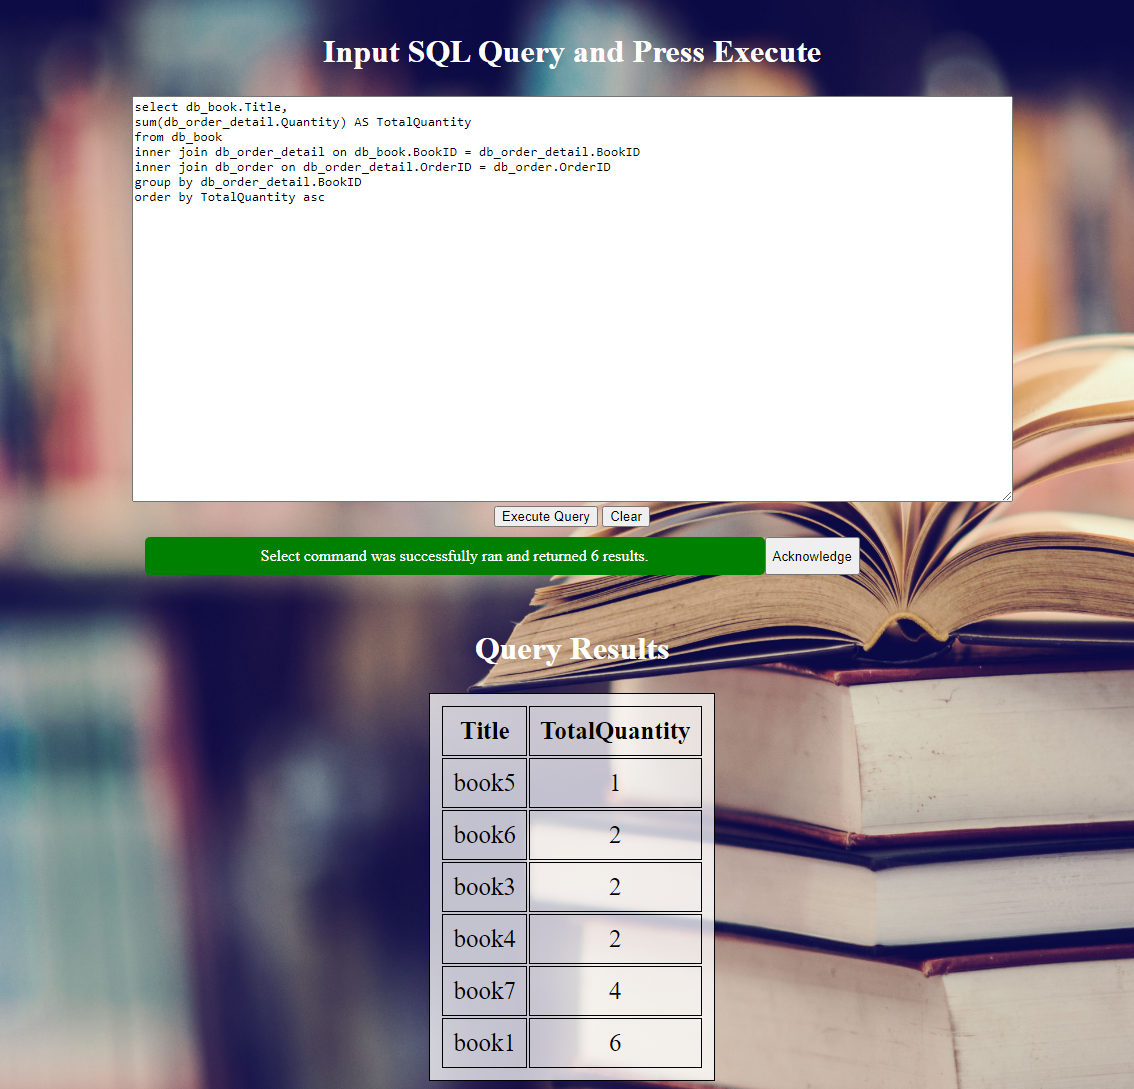 Input SQL Query and Press Execute
select db_book.Title,
sum(db_order_detail.Quantity) AS TotalQuantity
from db_book
inner join db_order_detail on db_book.BookID = db_order_detail.BookID
inner join db_order on db_order_detail.OrderID = db_order.OrderID
group by db_order_detail.BookID
order by TotalQuantity asc
Execute Query Clear
Select command was successfully ran and returned 6 results. Acknowledge
Query Results
Title TotalQuantity
book5 1
book6 2
book3 2
book4 2
book7 4
book1 6